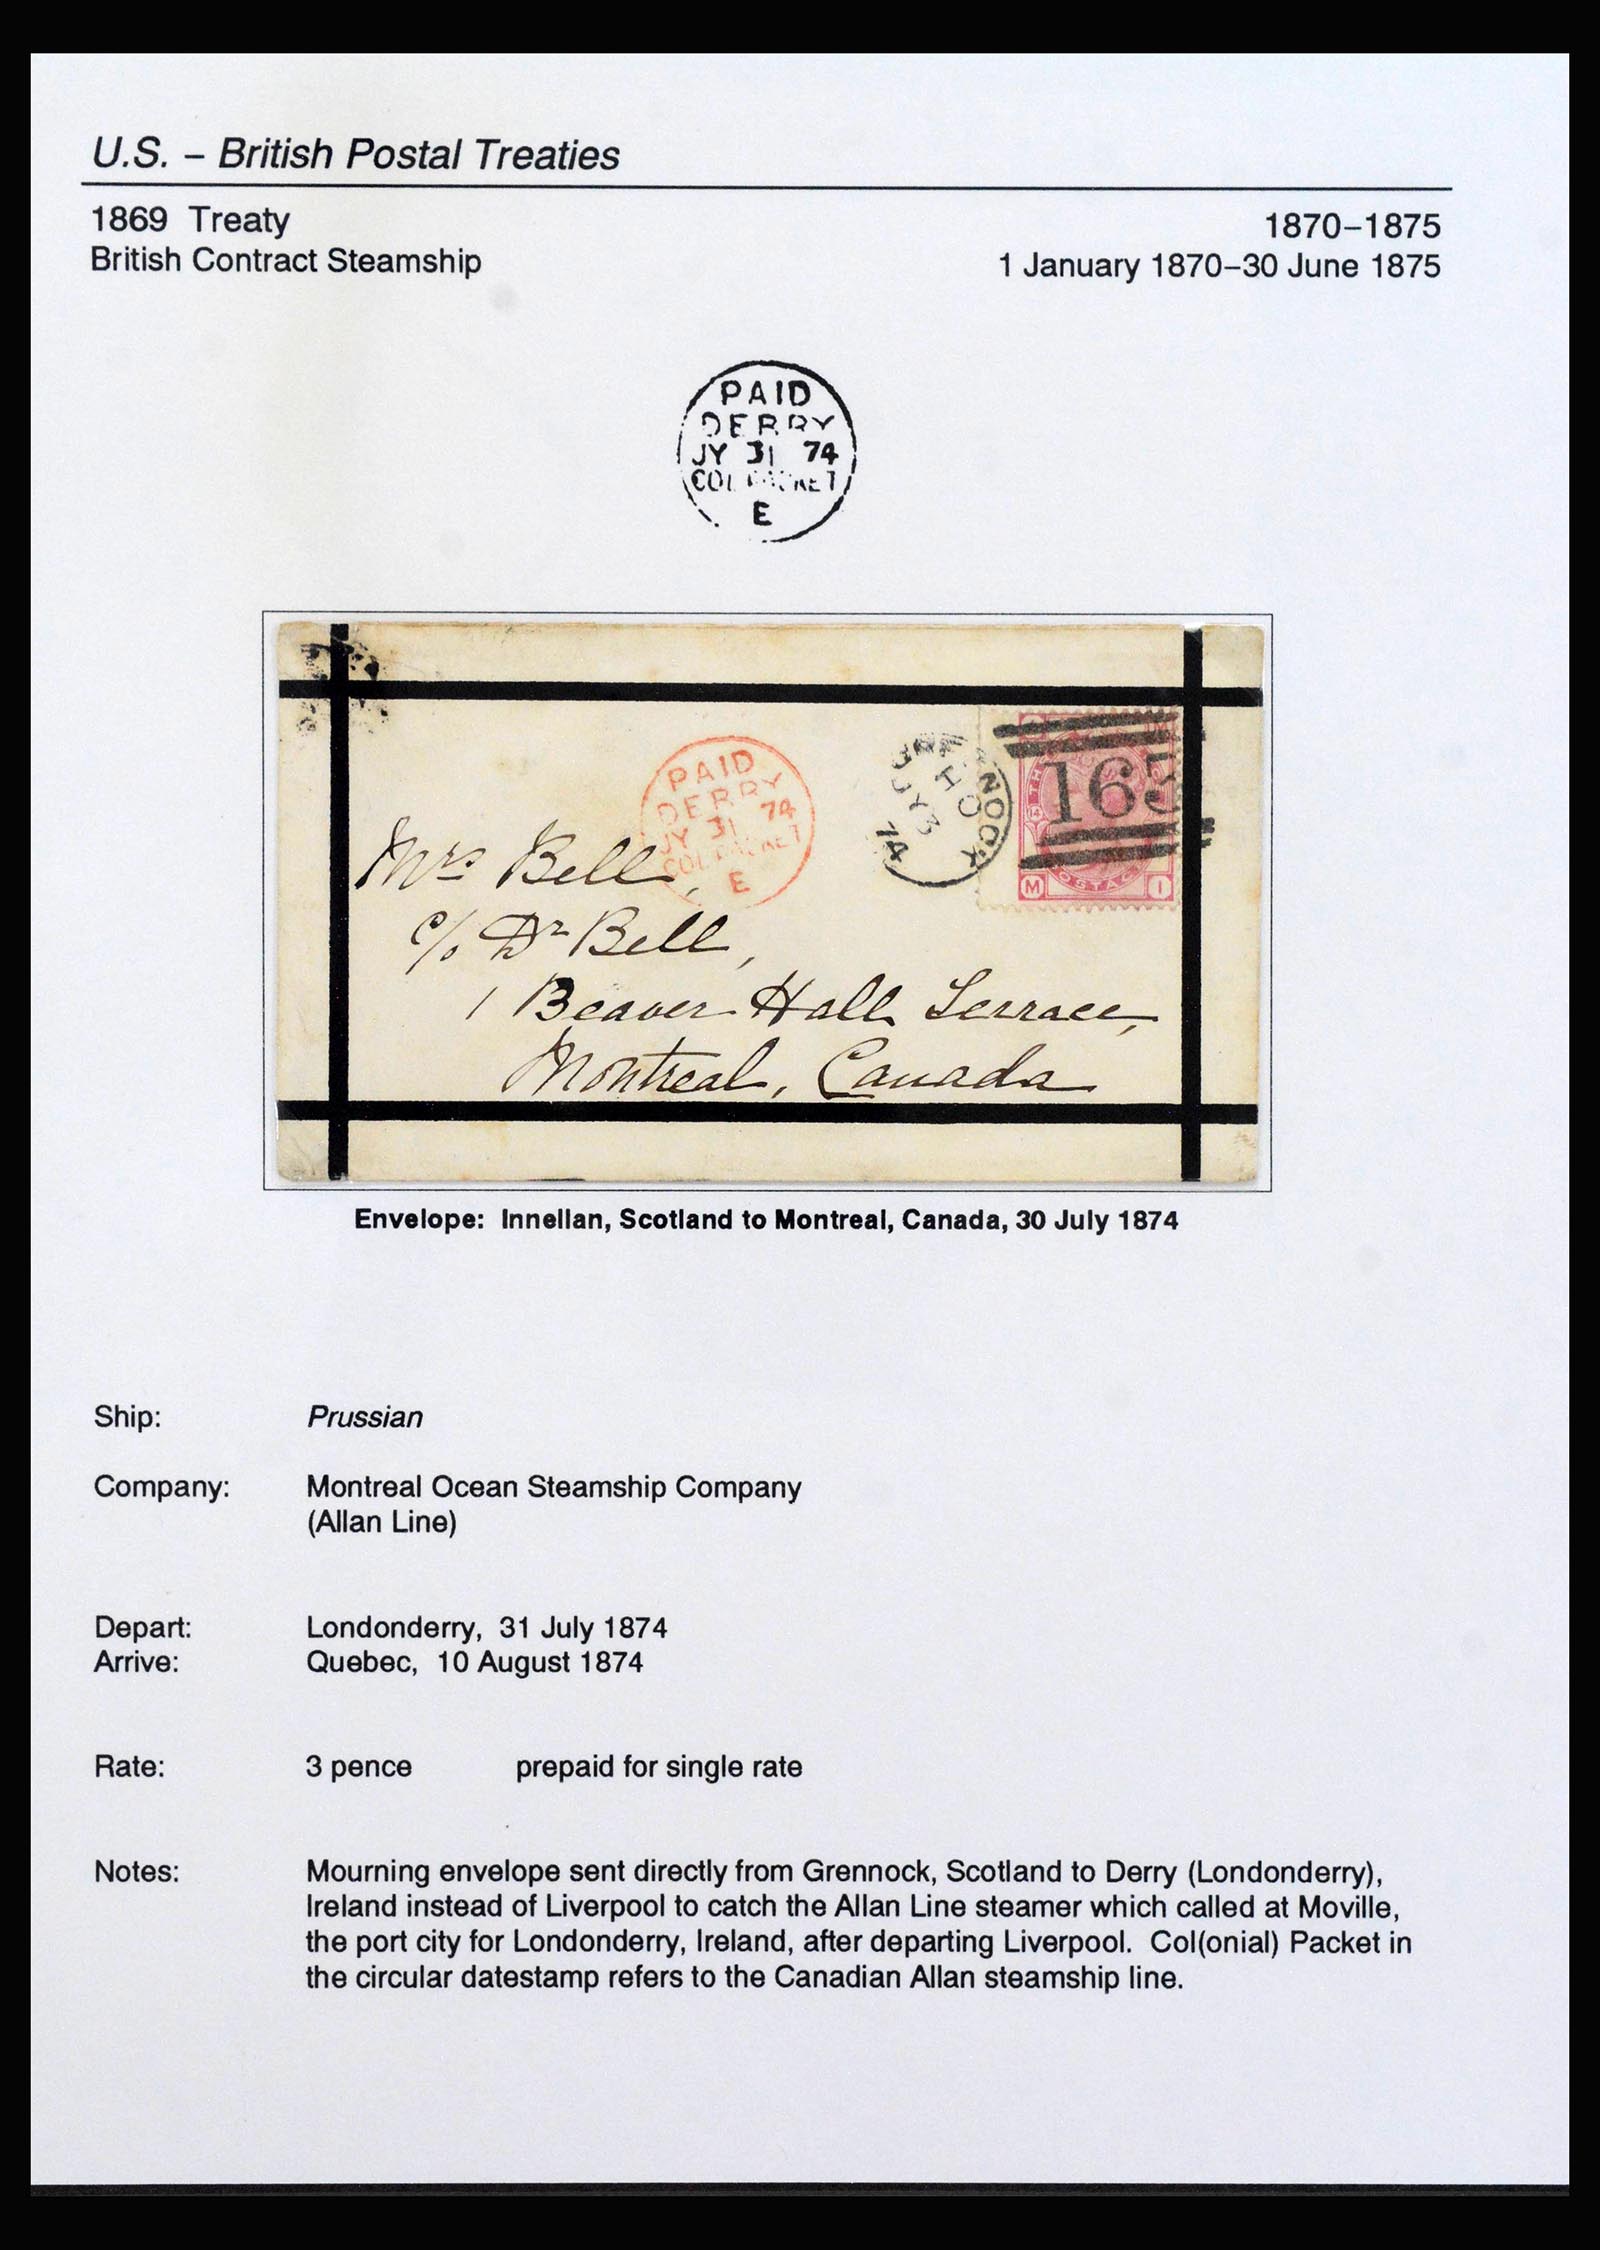 U.S. – British Postal Treaties
1869 Treaty
1870–1875
British Contract Steamship
1 January 1870–30 June 1875
PAID
DERRY
JY 31 74
COL PACKET
E
PAID
DERRY
JY 31 74
COL PACKET
E
165
M I
Mrs Bell,
c/o Dr Bell,
1 Beaver Hall Terrace,
Montreal, Canada
Envelope: Innellan, Scotland to Montreal, Canada, 30 July 1874
Ship: Prussian
Company: Montreal Ocean Steamship Company
(Allan Line)
Depart: Londonderry, 31 July 1874
Arrive: Quebec, 10 August 1874
Rate: 3 pence prepaid for single rate
Notes: Mourning envelope sent directly from Grennock, Scotland to Derry (Londonderry),
Ireland instead of Liverpool to catch the Allan Line steamer which called at Moville,
the port city for Londonderry, Ireland, after departing Liverpool. Col(onial) Packet in
the circular datestamp refers to the Canadian Allan steamship line.